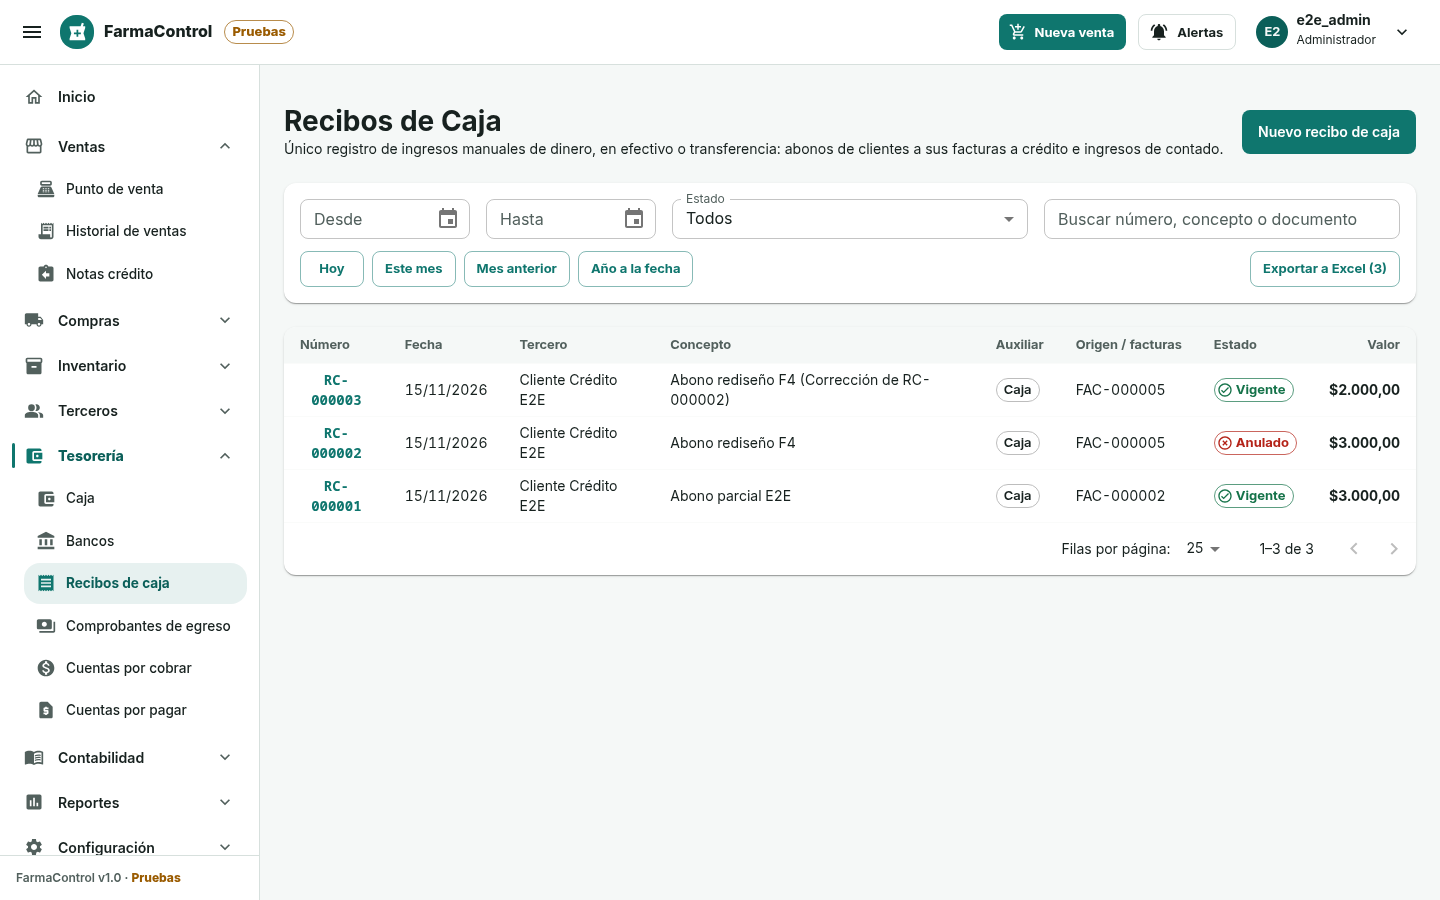 FarmaControl
Pruebas
Nueva venta
Alertas
E2
e2e_admin
Administrador
Inicio
Ventas
Punto de venta
Historial de ventas
Notas crédito
Compras
Inventario
Terceros
Tesorería
Caja
Bancos
Recibos de caja
Comprobantes de egreso
Cuentas por cobrar
Cuentas por pagar
Contabilidad
Reportes
Configuración
FarmaControl v1.0 · Pruebas
Recibos de Caja
Único registro de ingresos manuales de dinero, en efectivo o transferencia: abonos de clientes a sus facturas a crédito e ingresos de contado.
Nuevo recibo de caja
Desde
Hasta
Estado
Todos
Buscar número, concepto o documento
Hoy
Este mes
Mes anterior
Año a la fecha
Exportar a Excel (3)
Número Fecha Tercero Concepto Auxiliar Origen / facturas Estado Valor
RC-
000003
15/11/2026
Cliente Crédito
E2E
Abono rediseño F4 (Corrección de RC-
000002)
Caja
FAC-000005
Vigente
$2.000,00
RC-
000002
15/11/2026
Cliente Crédito
E2E
Abono rediseño F4
Caja
FAC-000005
Anulado
$3.000,00
RC-
000001
15/11/2026
Cliente Crédito
E2E
Abono parcial E2E
Caja
FAC-000002
Vigente
$3.000,00
Filas por página: 25 1–3 de 3